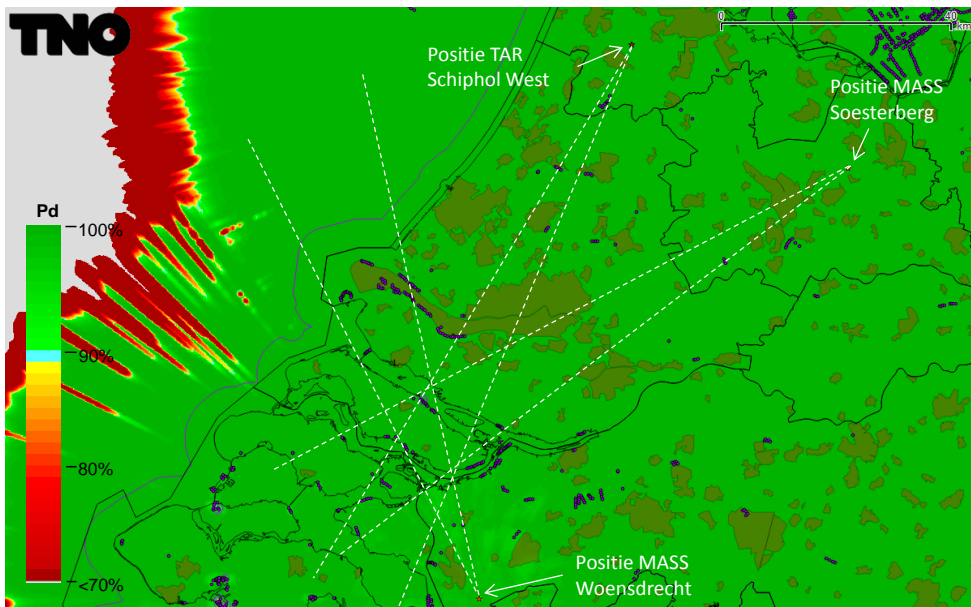 TNO
0 40
km
Positie TAR
Schiphol West
Positie MASS
Soesterberg
Pd
100%
90%
80%
<70%
Positie MASS
Woensdrecht